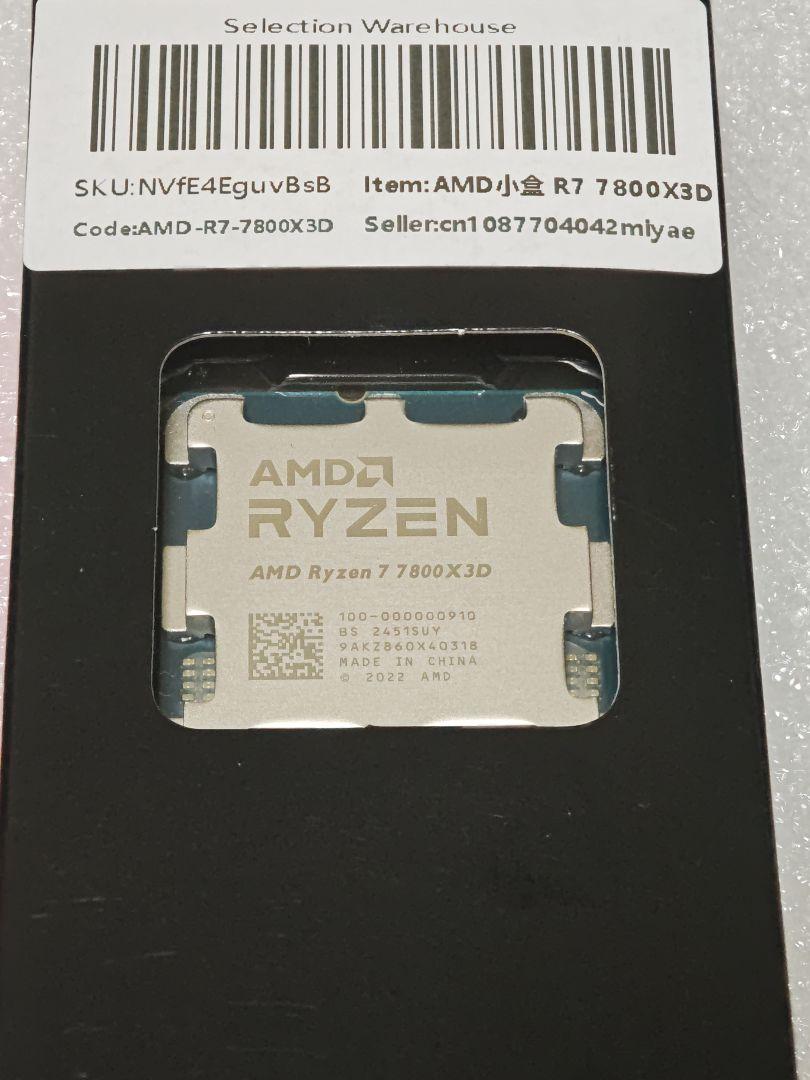 Selection Warehouse
SKU:NVfE4EguvBsB Item:AMD小盒 R7 7800X3D
Code:AMD-R7-7800X3D Seller:cn1087704042mlyae
AMD
RYZEN
AMD Ryzen 7 7800X3D
100-000000910
BS 2451SUY
9AKZ860X40318
MADE IN CHINA
© 2022 AMD